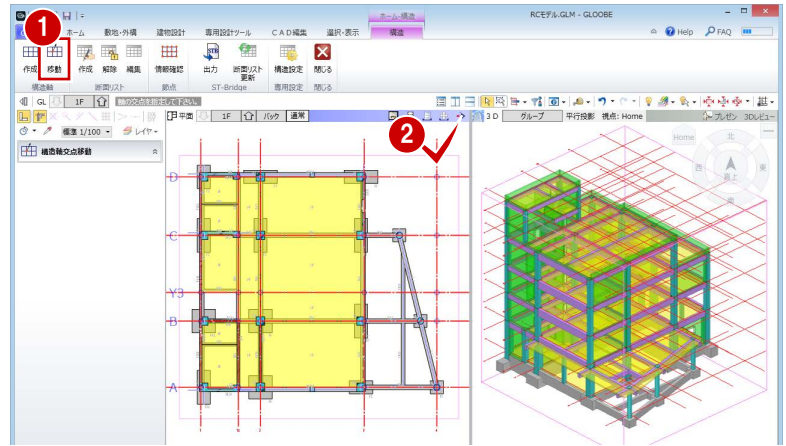 ホーム-構造
RCモデル.GLM - GLOOBE
1
ホーム 敷地・外構 建物設計 専用設計ツール CAD編集 選択・表示 構造
Help FAQ
作成 移動 作成 解除 編集 情報確認 出力 断面リスト更新 構造設定 閉じる
構造軸 断面リスト 節点 ST-Bridge 専用設定 閉じる
GL 1F 軸の交点を指定して下さい。
平面 1F バック 通常
3D グループ 平行投影 視点: Home プレゼン 3Dビュー
標準 1/100 レイヤ
構造軸交点移動
2
D
C
Y3
B
A
Home
北
西 真上 東
南